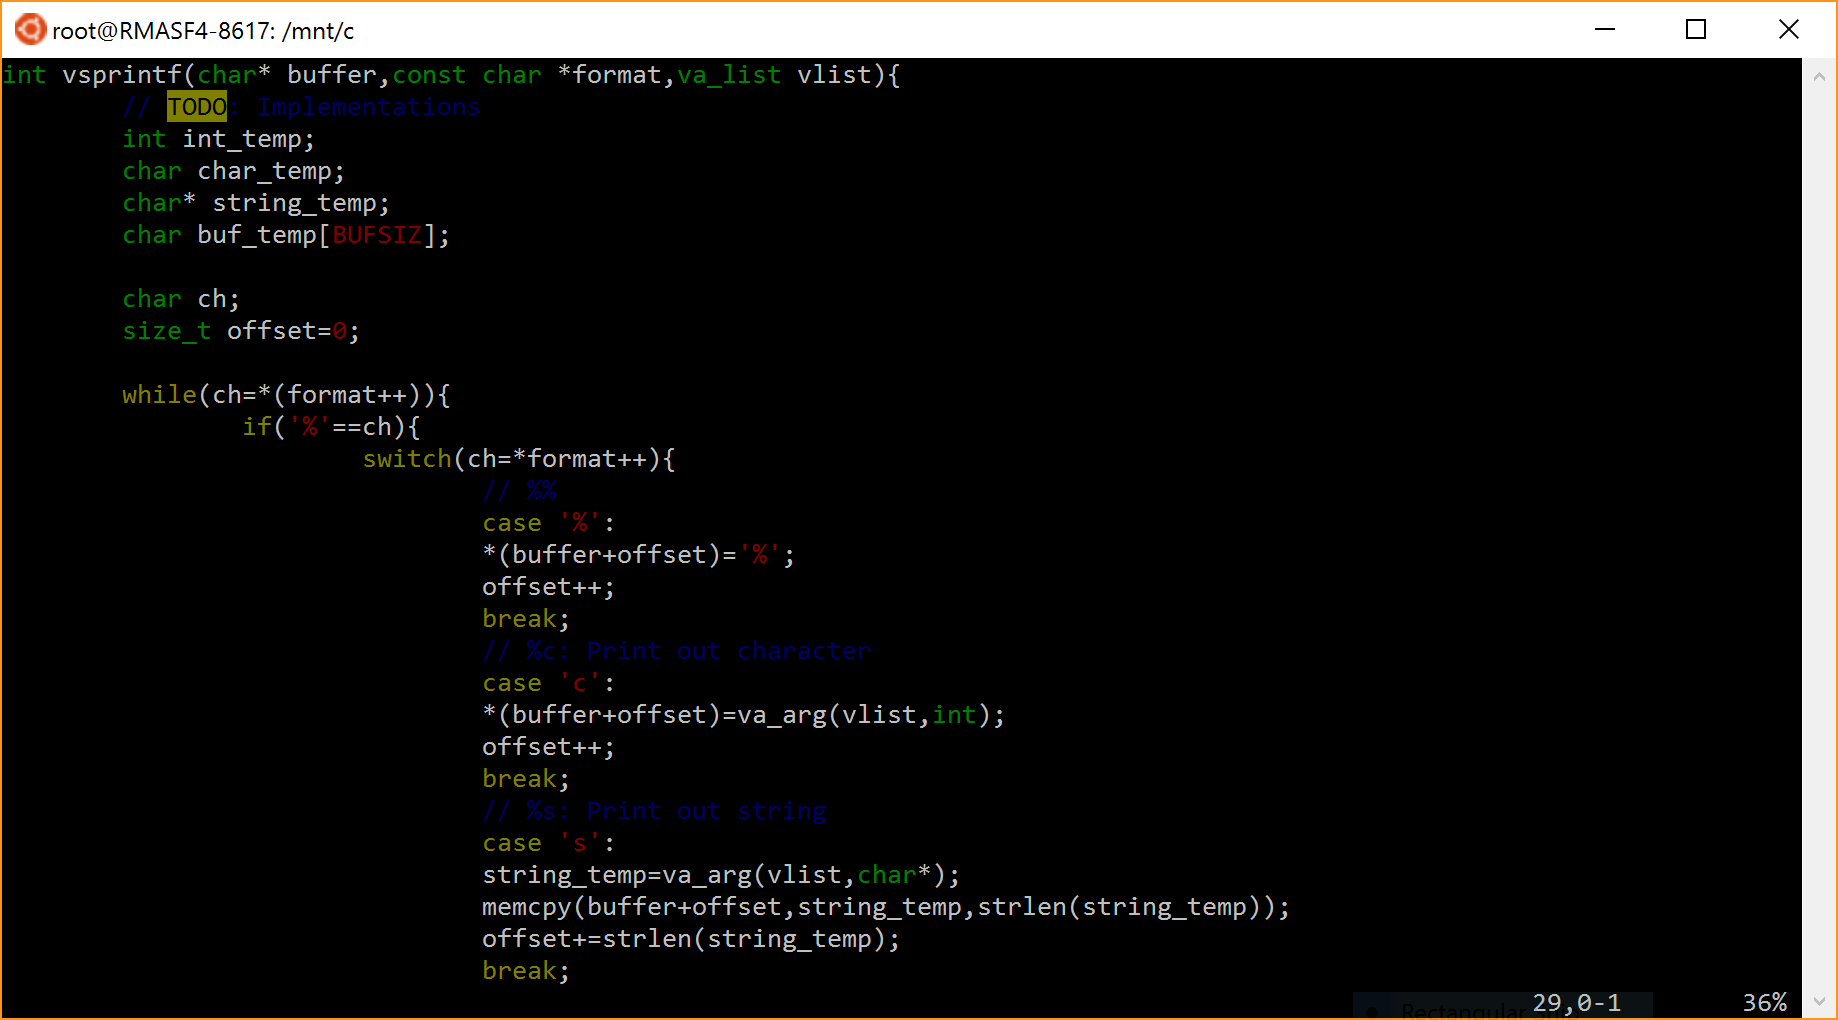 root@RMASF4-8617: /mnt/c
int vsprintf(char* buffer,const char *format,va_list vlist){
        // TODO: Implementations
        int int_temp;
        char char_temp;
        char* string_temp;
        char buf_temp[BUFSIZ];

        char ch;
        size_t offset=0;

        while(ch=*(format++)){
                if('%'==ch){
                        switch(ch=*format++){
                                // %%
                                case '%':
                                *(buffer+offset)='%';
                                offset++;
                                break;
                                // %c: Print out character
                                case 'c':
                                *(buffer+offset)=va_arg(vlist,int);
                                offset++;
                                break;
                                // %s: Print out string
                                case 's':
                                string_temp=va_arg(vlist,char*);
                                memcpy(buffer+offset,string_temp,strlen(string_temp));
                                offset+=strlen(string_temp);
                                break;
Rectangular 29,0-1 36%